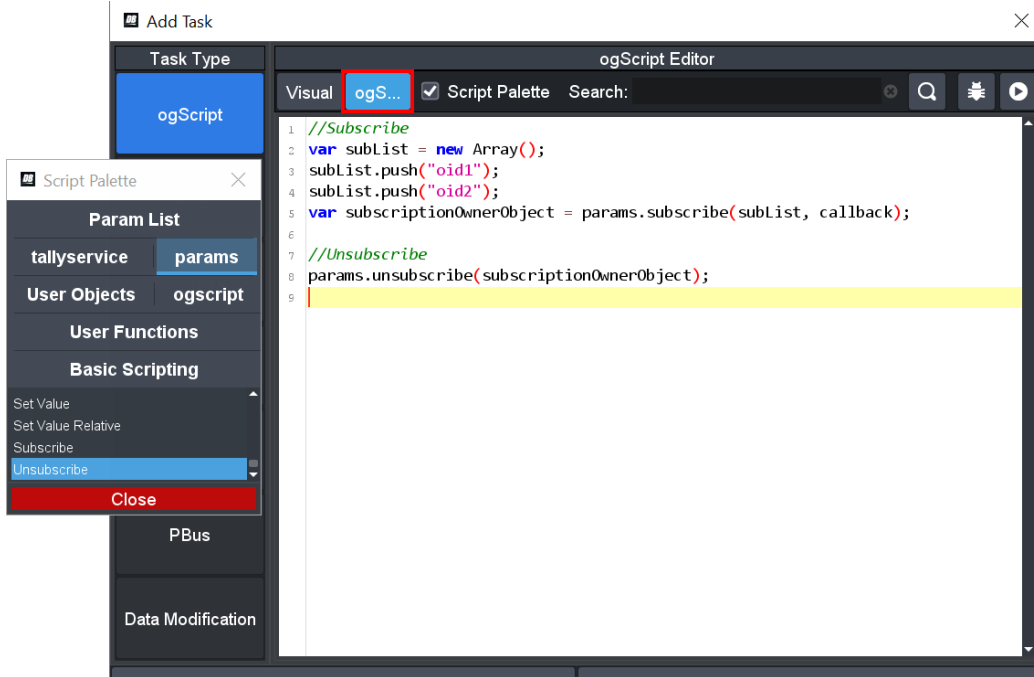 DB Add Task
Task Type
ogScript Editor
ogScript
Visual
ogS...
Script Palette
Search:
1 //Subscribe
2 var subList = new Array();
3 subList.push("oid1");
4 subList.push("oid2");
5 var subscriptionOwnerObject = params.subscribe(subList, callback);
6
7 //Unsubscribe
8 params.unsubscribe(subscriptionOwnerObject);
9
DB Script Palette
Param List
tallyservice
params
User Objects
ogscript
User Functions
Basic Scripting
Set Value
Set Value Relative
Subscribe
Unsubscribe
Close
PBus
Data Modification